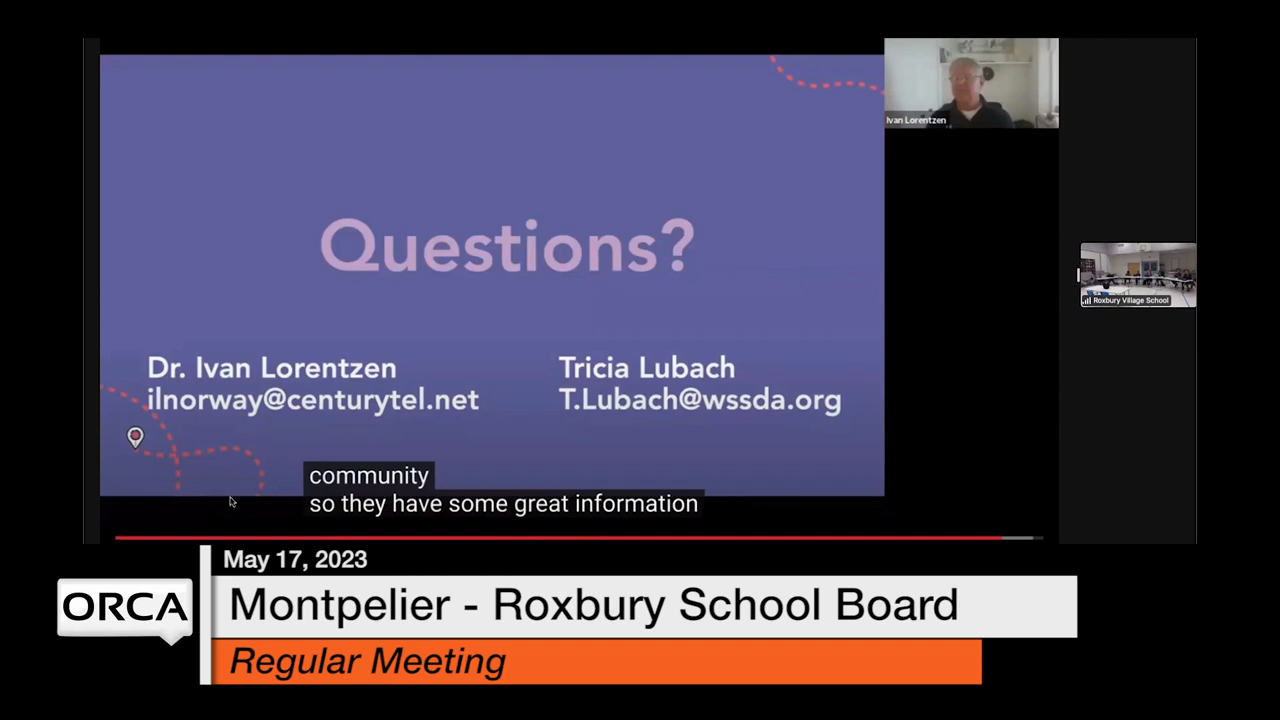 Ivan Lorentzen
Questions?
Dr. Ivan Lorentzen
ilnorway@centurytel.net
Tricia Lubach
T.Lubach@wssda.org
Roxbury Village School
community
so they have some great information
May 17, 2023
ORCA
Montpelier - Roxbury School Board
Regular Meeting